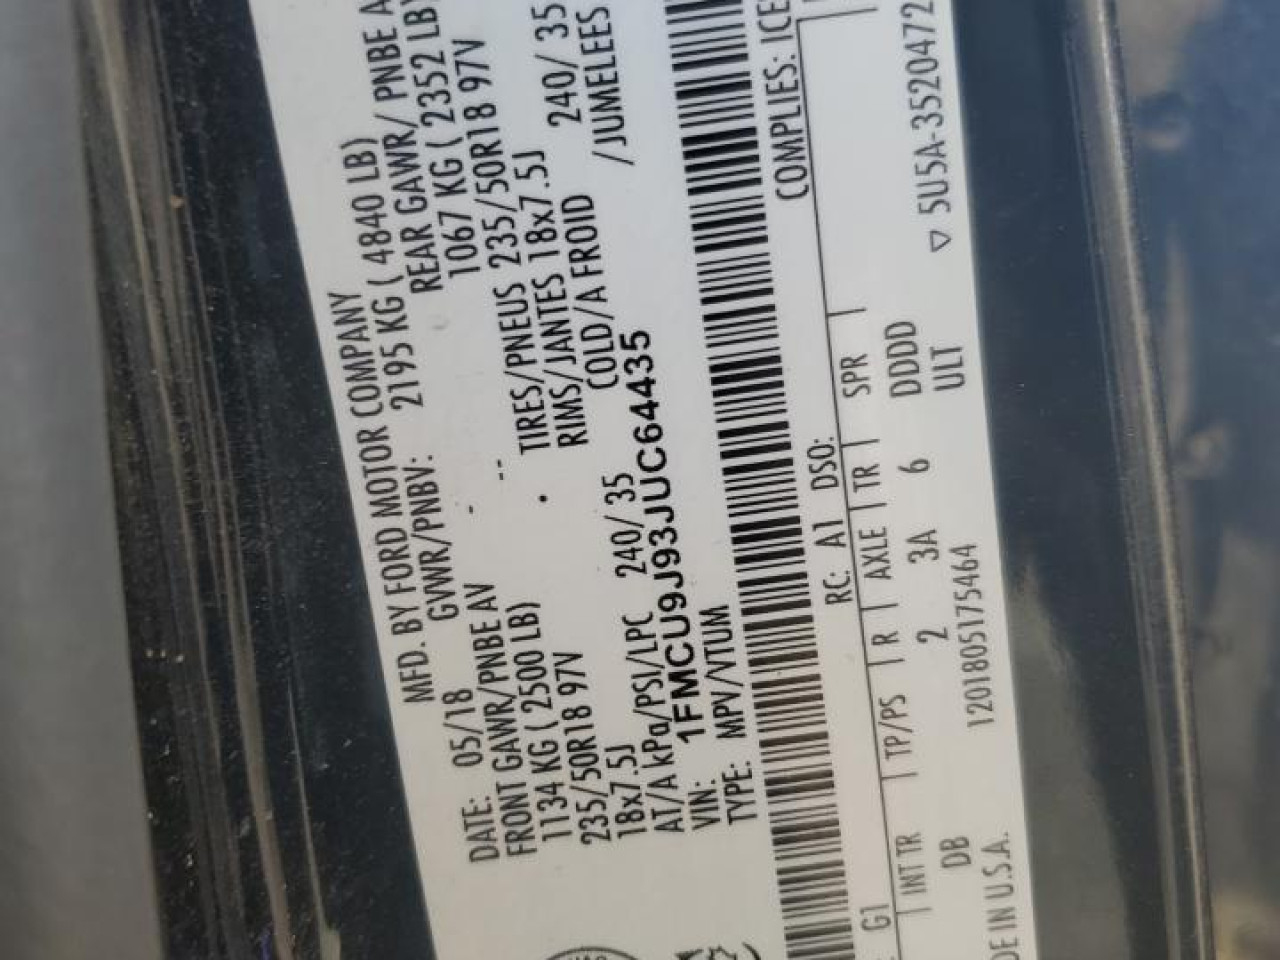 MFD. BY FORD MOTOR COMPANY
DATE: 05/18 GVWR/PNBV: 2195 KG ( 4840 LB)
FRONT GAWR/PNBE AV - REAR GAWR/ PNBE A
1134 KG ( 2500 LB) -- 1067 KG ( 2352 LB)
235/50R18 97V • TIRES/PNEUS 235/50R18 97V
18x7.5J RIMS/JANTES 18x7.5J
AT/A kPa/PSI/LPC 240/ 35 COLD/A FROID 240/ 35
/JUMELEES
VIN: 1FMCU9J93JUC64435
TYPE: MPV/VTUM
COMPLIES: ICE
RC: A1 DSO:
G1
INT TR TP/PS R AXLE TR SPR
DB 2 3A 6 DDDD
ULT
DE IN U.S.A. 1201805175464 ▽ 5U5A-3520472